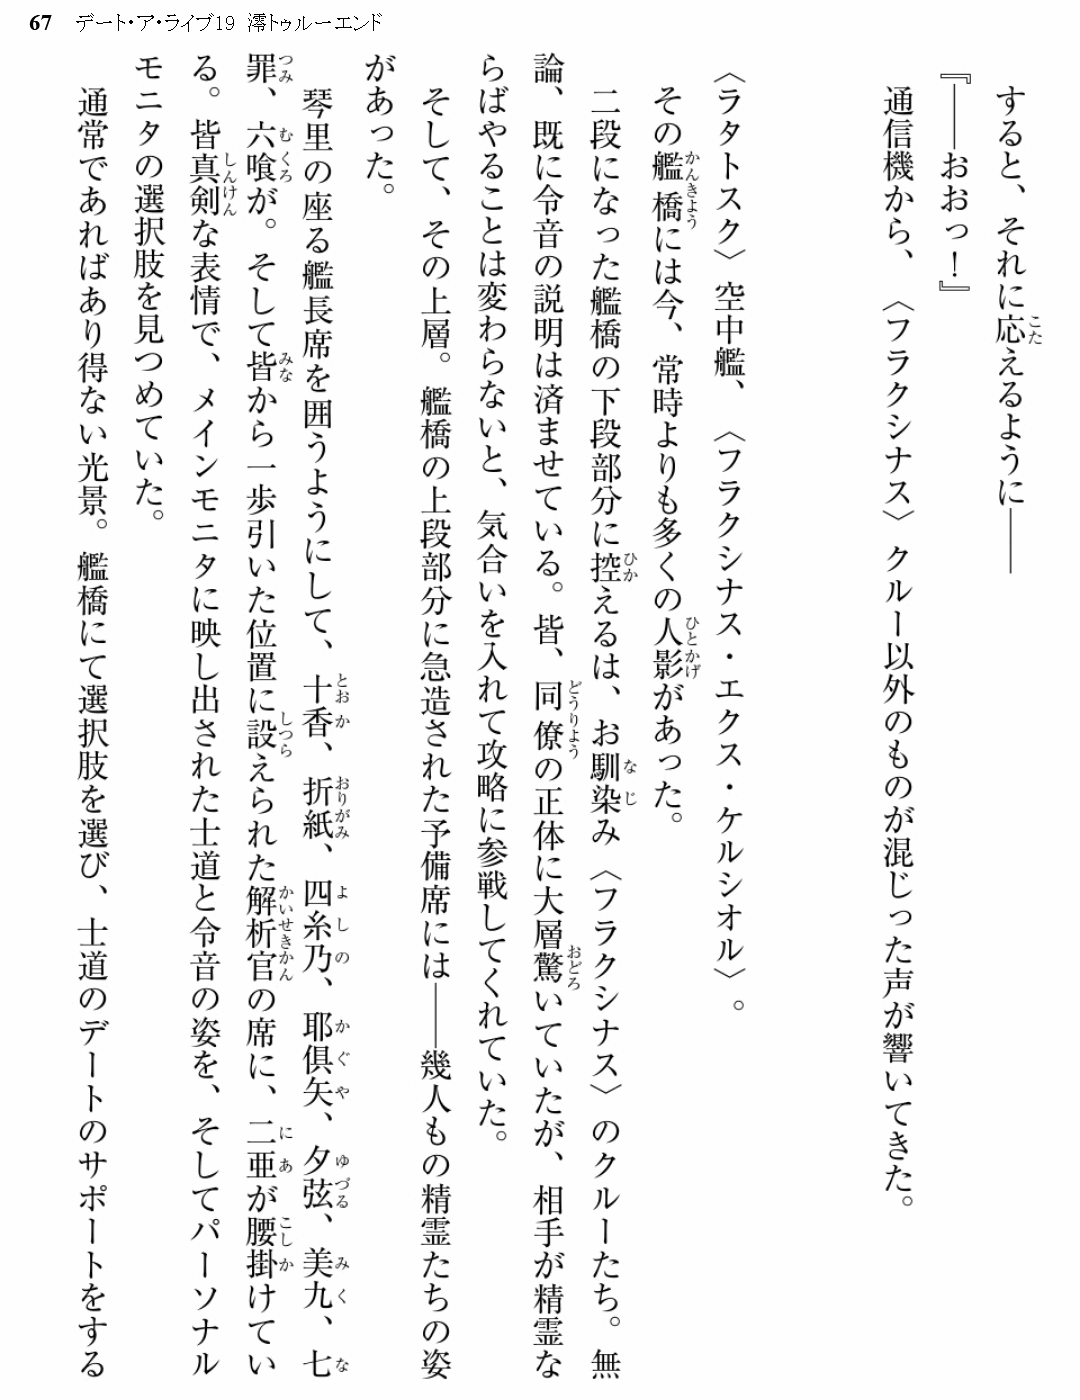 67 デート・ア・ライブ19 澪トゥルーエンド
すると、それに応えるように――
『――おおっ！』
通信機から、〈フラクシナス〉クルー以外のものが混じった声が響いてきた。
〈ラタトスク〉空中艦、〈フラクシナス・エクス・ケルシオル〉。
その艦橋には今、常時よりも多くの人影があった。
二段になった艦橋の下段部分に控えるは、お馴染み〈フラクシナス〉のクルーたち。無
論、既に令音の説明は済ませている。皆、同僚の正体に大層驚いていたが、相手が精霊な
らばやることは変わらないと、気合いを入れて攻略に参戦してくれていた。
そして、その上層。艦橋の上段部分に急造された予備席には――幾人もの精霊たちの姿
があった。
琴里の座る艦長席を囲うようにして、十香、折紙、四糸乃、耶倶矢、夕弦、美九、七
罪、六喰が。そして皆から一歩引いた位置に設えられた解析官の席に、二亜が腰掛けてい
る。皆真剣な表情で、メインモニタに映し出された士道と令音の姿を、そしてパーソナル
モニタの選択肢を見つめていた。
通常であればあり得ない光景。艦橋にて選択肢を選び、士道のデートのサポートをする